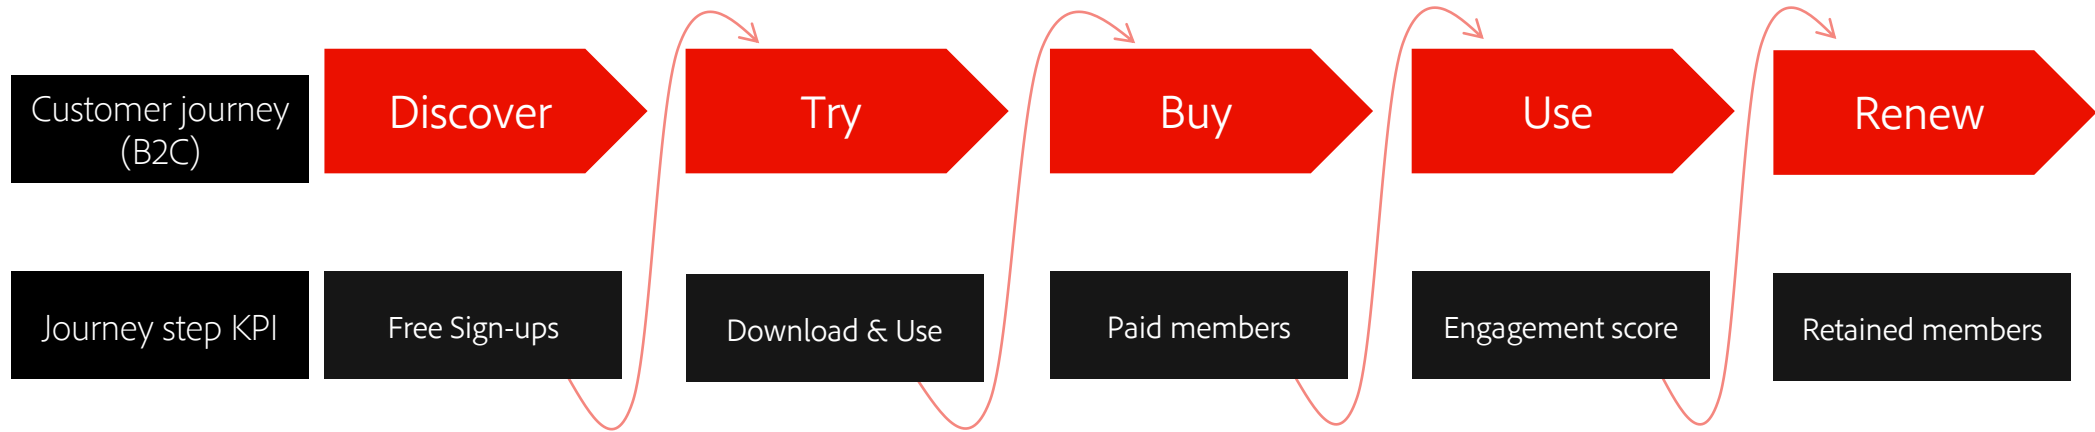 Customer journey
(B2C)
Discover
Try
Buy
Use
Renew
Journey step KPI
Free Sign-ups
Download & Use
Paid members
Engagement score
Retained members